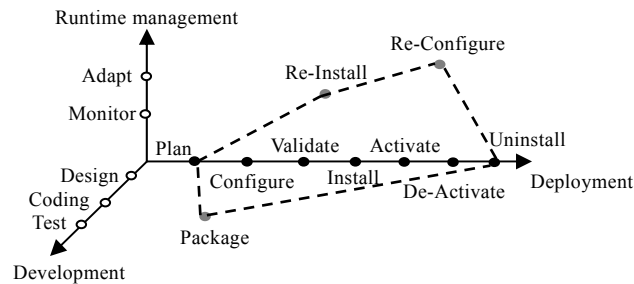 Runtime management
Re-Configure
Adapt
Re-Install
Monitor
Plan
Validate
Activate
Uninstall
Design
Configure
Install
De-Activate
Deployment
Coding
Test
Package
Development